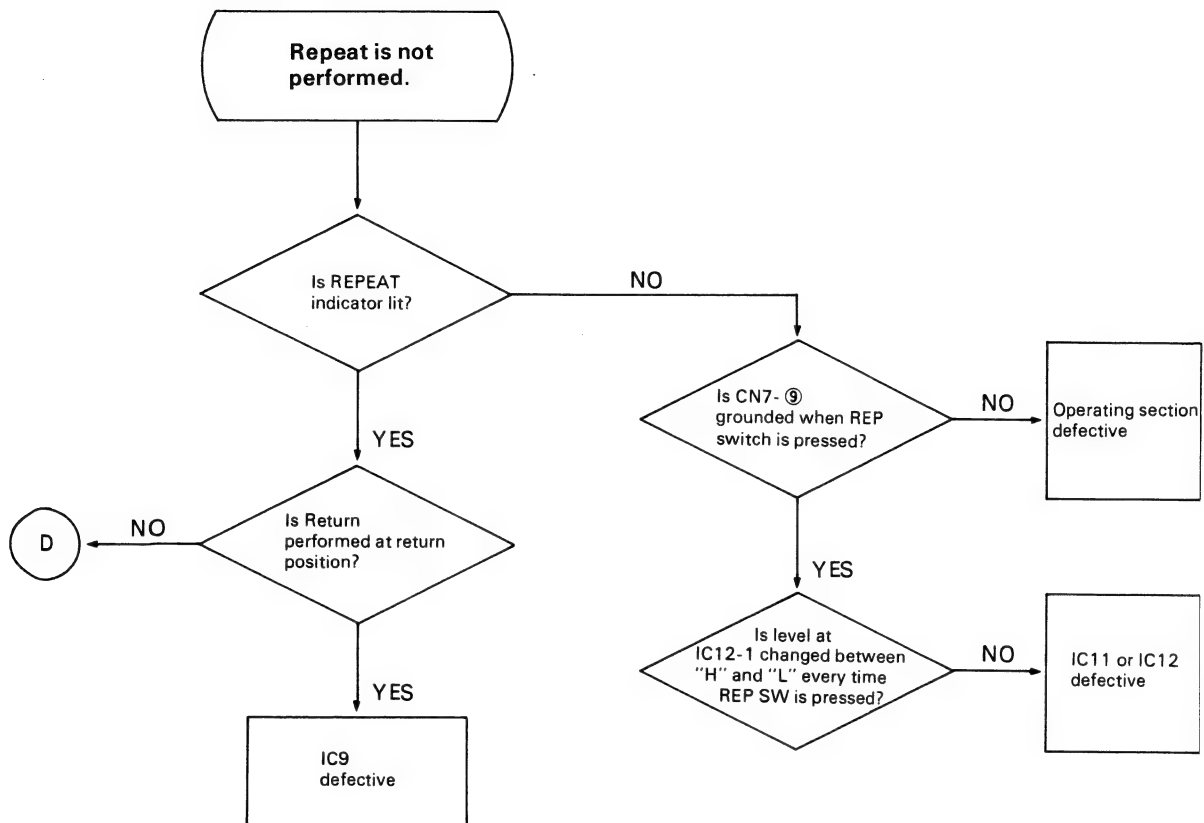 Repeat is not
performed.
Is REPEAT
indicator lit?
NO
YES
Is CN7- ⑨
grounded when REP
switch is pressed?
NO
Operating section
defective
YES
Is Return
performed at return
position?
NO
D
YES
IC9
defective
Is level at
IC12-1 changed between
"H" and "L" every time
REP SW is pressed?
NO
IC11 or IC12
defective